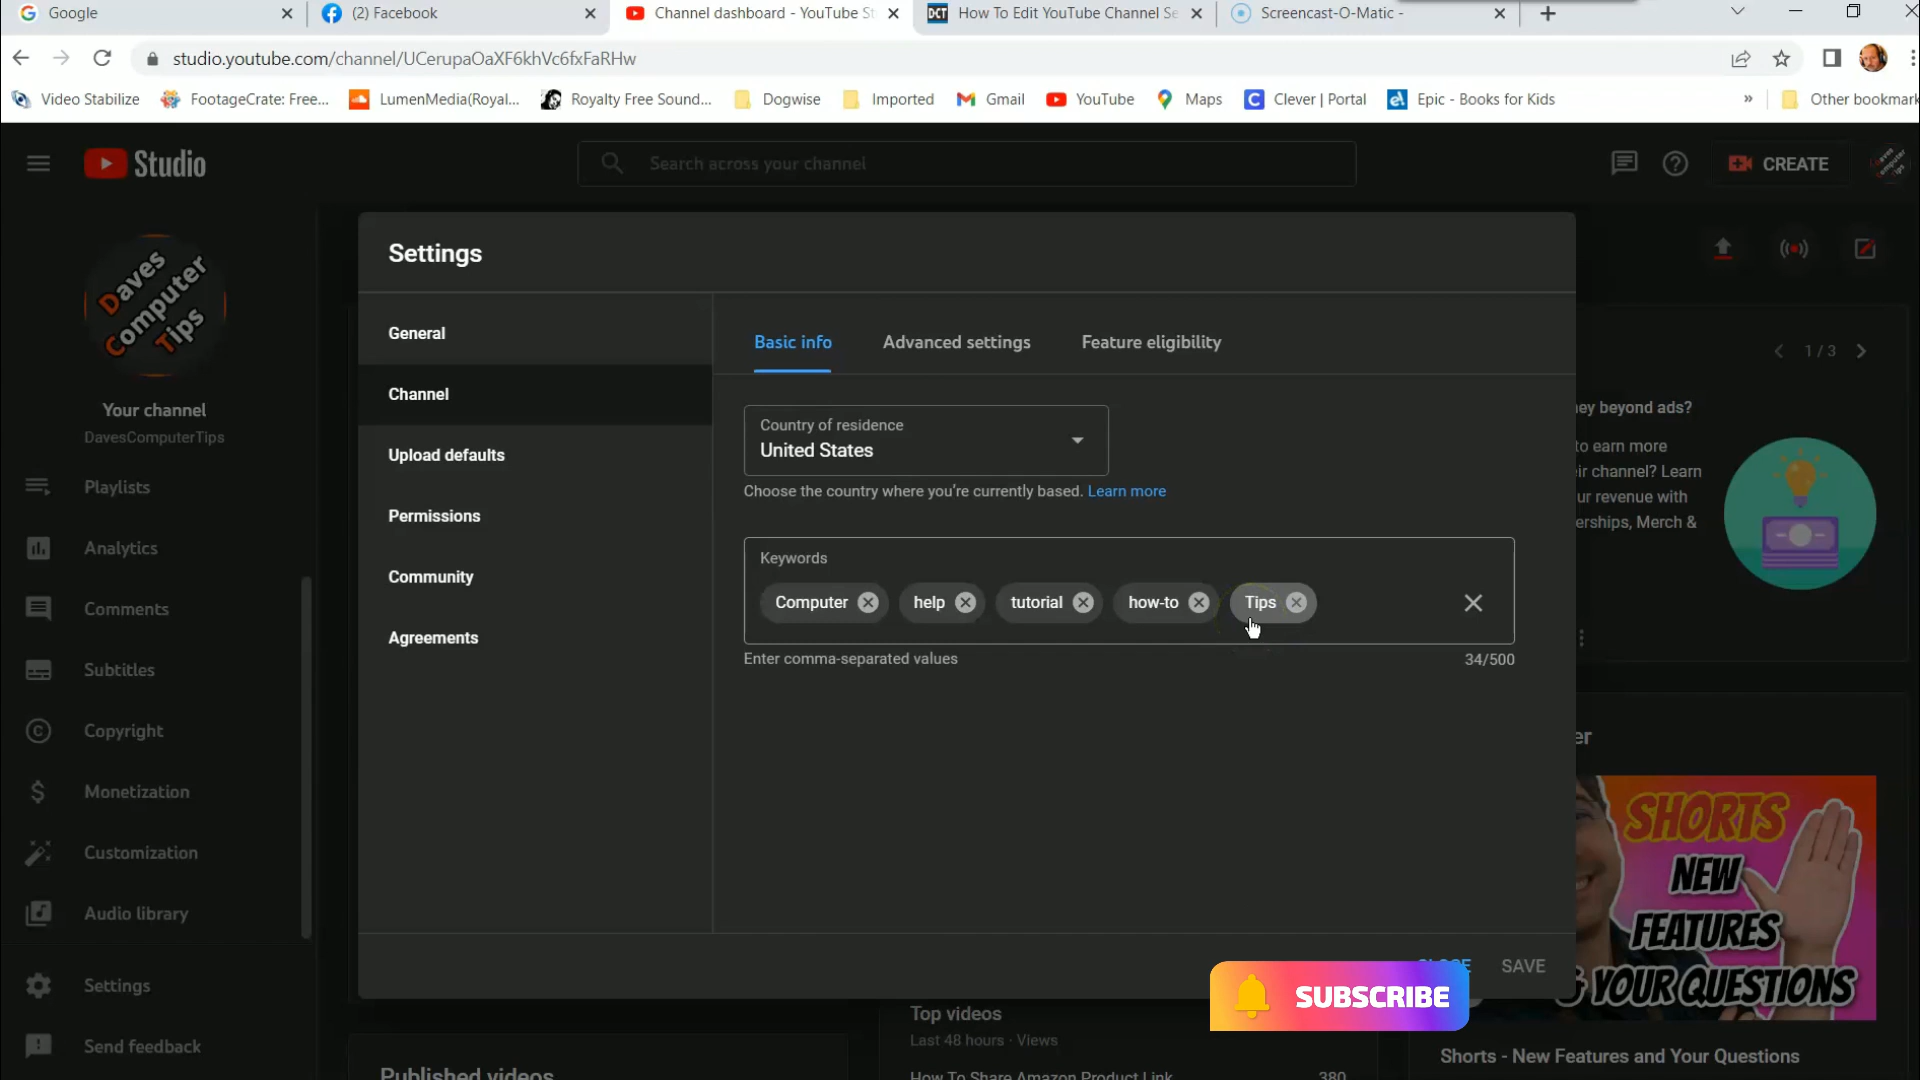 Google
(2) Facebook
Channel dashboard - YouTube St
DCT How To Edit YouTube Channel Se
Screencast-O-Matic -
studio.youtube.com/channel/UCerupaOaXF6khVc6fxFaRHw
Video Stabilize
FootageCrate: Free...
LumenMedia(Royal...
Royalty Free Sound...
Dogwise
Imported
Gmail
YouTube
Maps
Clever | Portal
Epic - Books for Kids
»
Other bookmark
Studio
Search across your channel
CREATE
Daves
Computer
Tips
Your channel
DavesComputerTips
Playlists
Analytics
Comments
Subtitles
Copyright
Monetization
Customization
Audio library
Settings
Send feedback
Settings
General
Channel
Upload defaults
Permissions
Community
Agreements
Basic info
Advanced settings
Feature eligibility
Country of residence
United States
Choose the country where you're currently based. Learn more
Keywords
Computer
help
tutorial
how-to
Tips
Enter comma-separated values
34/500
CLOSE
SAVE
SUBSCRIBE
1 / 3
ey beyond ads?
to earn more
eir channel? Learn
ur revenue with
erships, Merch &
er
SHORTS
NEW
FEATURES
& YOUR QUESTIONS
Shorts - New Features and Your Questions
Top videos
Last 48 hours · Views
How To Share Amazon Product Link
380
Published videos